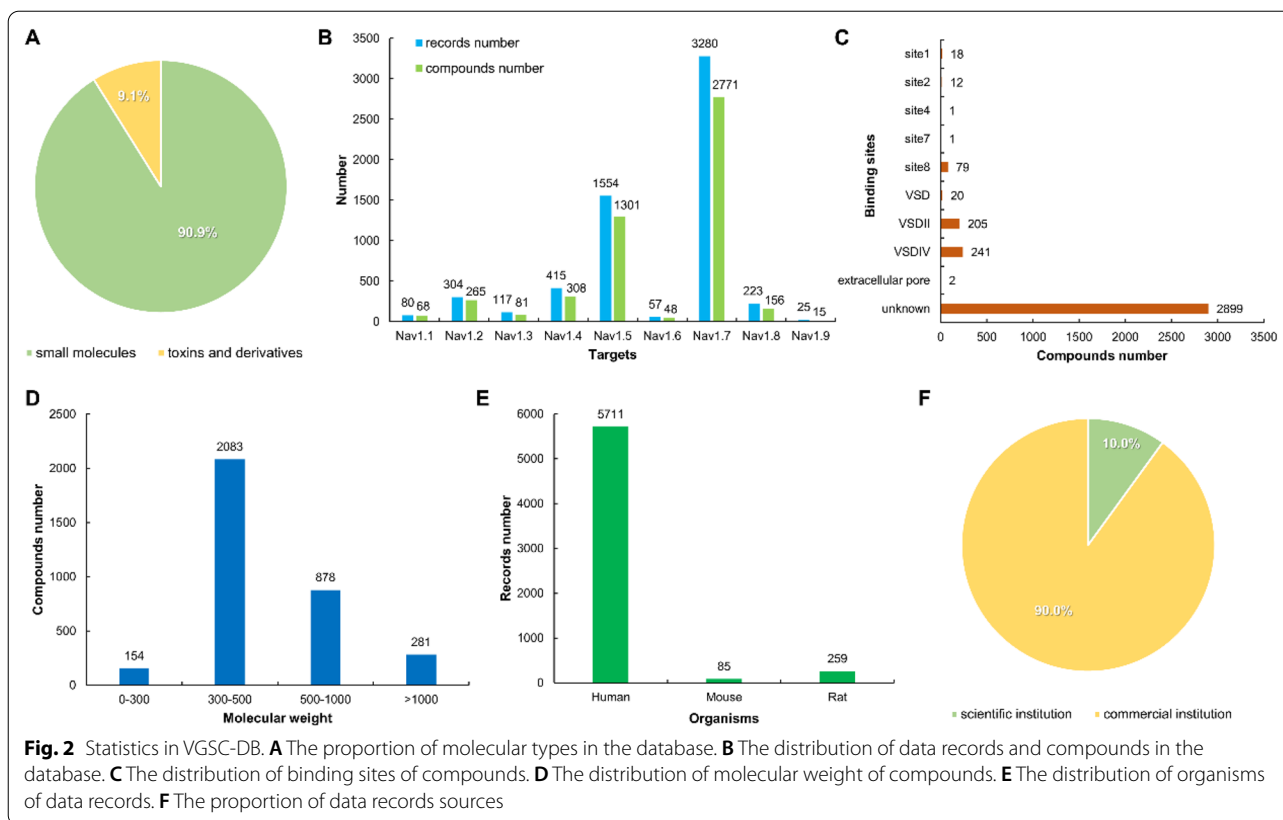 A
9.1%
90.9%
small molecules
toxins and derivatives
B
records number
compounds number
Number
3500
3000
2500
2000
1500
1000
500
0
80 68
304 265
117 81
415 308
1554 1301
57 48
3280 2771
223 156
25 15
Nav1.1 Nav1.2 Nav1.3 Nav1.4 Nav1.5 Nav1.6 Nav1.7 Nav1.8 Nav1.9
Targets
C
Binding sites
site1 18
site2 12
site4 1
site7 1
site8 79
VSD 20
VSDII 205
VSDIV 241
extracellular pore 2
unknown 2899
0 500 1000 1500 2000 2500 3000 3500
Compounds number
D
Compounds number
2500
2000
1500
1000
500
0
154 2083 878 281
0-300 300-500 500-1000 >1000
Molecular weight
E
Records number
6000
5000
4000
3000
2000
1000
0
5711 85 259
Human Mouse Rat
Organisms
F
10.0%
90.0%
scientific institution
commercial institution
Fig. 2 Statistics in VGSC-DB. A The proportion of molecular types in the database. B The distribution of data records and compounds in the
database. C The distribution of binding sites of compounds. D The distribution of molecular weight of compounds. E The distribution of organisms
of data records. F The proportion of data records sources